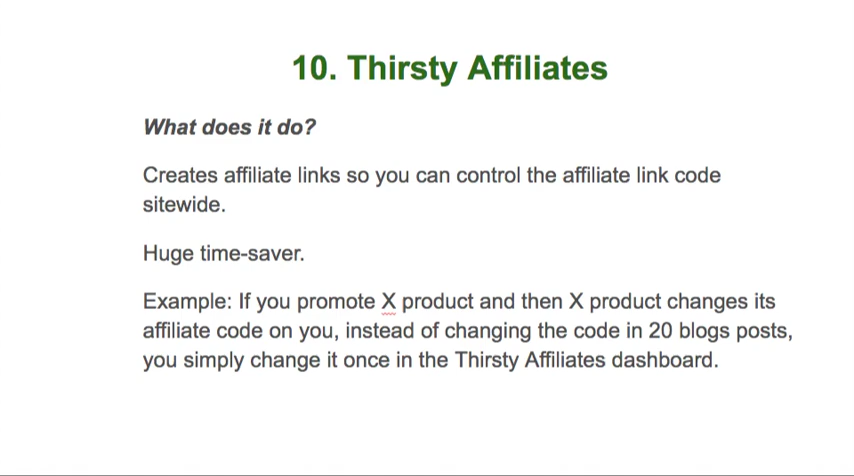 10. Thirsty Affiliates
What does it do?
Creates affiliate links so you can control the affiliate link code
sitewide.
Huge time-saver.
Example: If you promote X product and then X product changes its
affiliate code on you, instead of changing the code in 20 blogs posts,
you simply change it once in the Thirsty Affiliates dashboard.